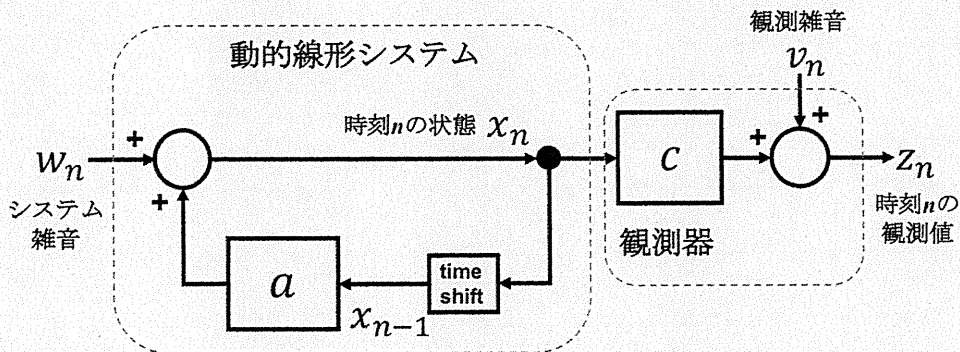 観測雑音
v_n
動的線形システム
時刻nの状態 x_n
+
w_n
+
システム
雑音
a
time
shift
x_{n-1}
c
+
+
z_n
時刻nの
観測値
観測器